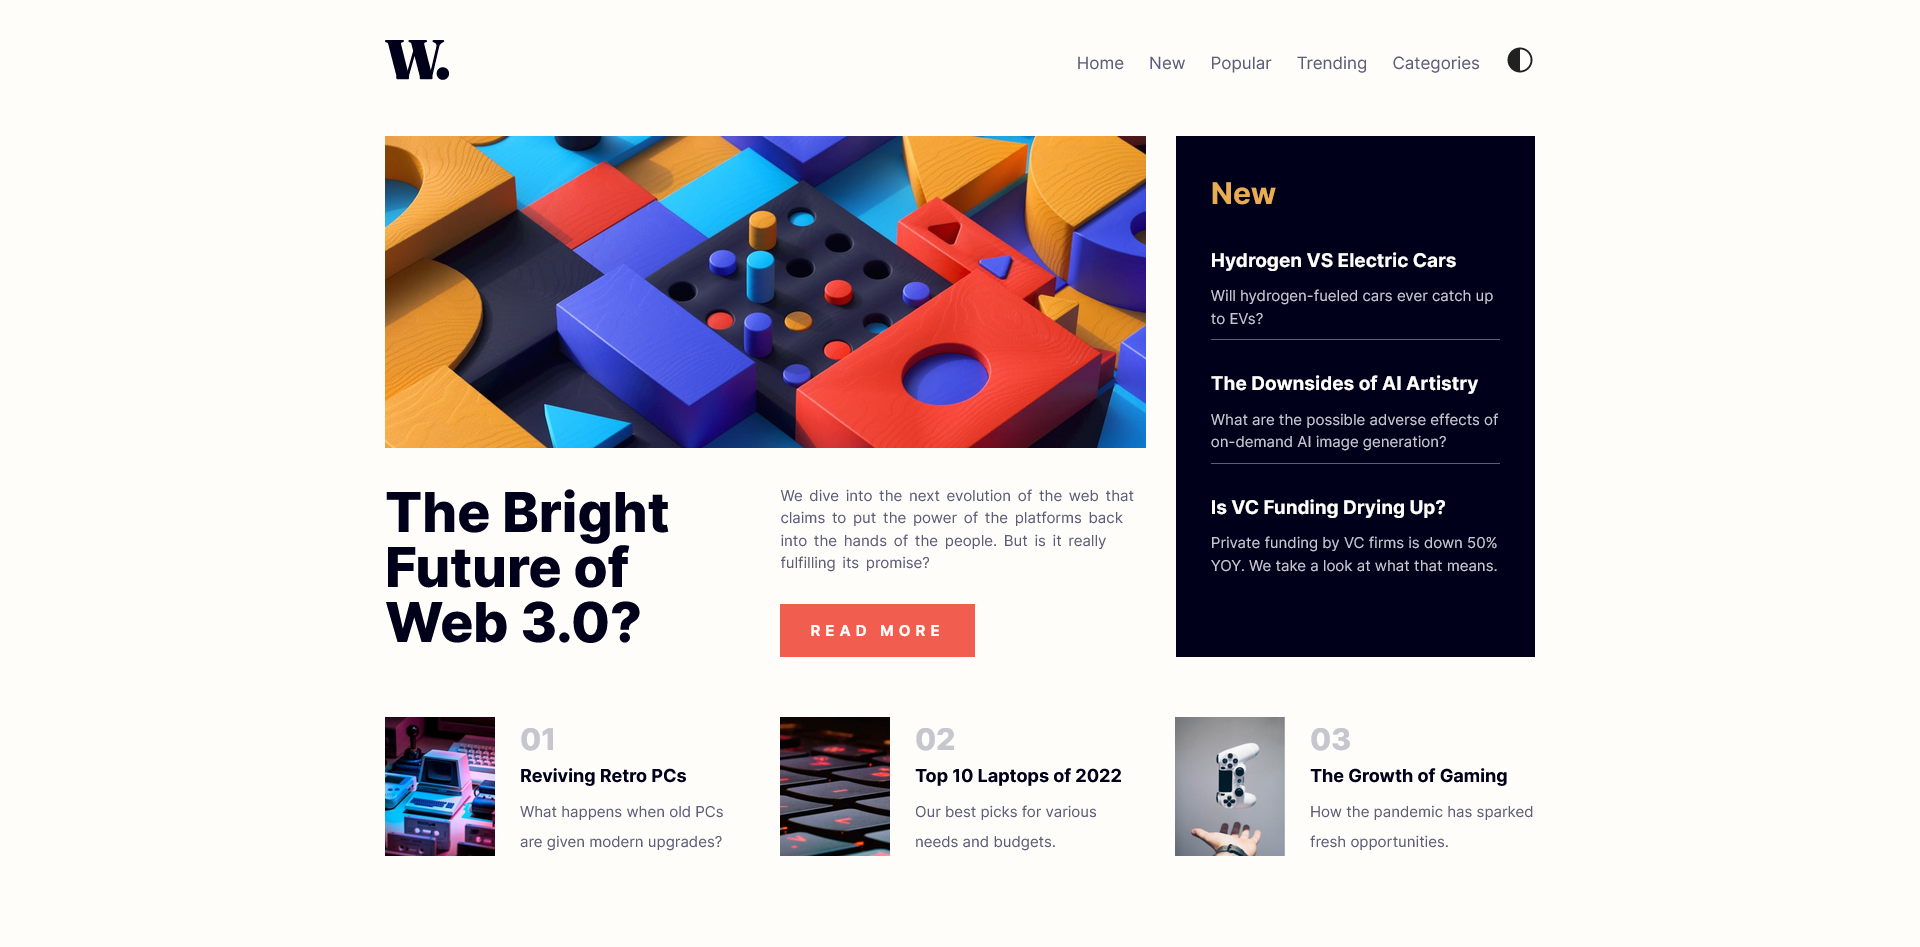 W.
Home New Popular Trending Categories
The Bright
Future of
Web 3.0?
We dive into the next evolution of the web that
claims to put the power of the platforms back
into the hands of the people. But is it really
fulfilling its promise?
READ MORE
New
Hydrogen VS Electric Cars
Will hydrogen-fueled cars ever catch up
to EVs?
The Downsides of AI Artistry
What are the possible adverse effects of
on-demand AI image generation?
Is VC Funding Drying Up?
Private funding by VC firms is down 50%
YOY. We take a look at what that means.
01
Reviving Retro PCs
What happens when old PCs
are given modern upgrades?
02
Top 10 Laptops of 2022
Our best picks for various
needs and budgets.
03
The Growth of Gaming
How the pandemic has sparked
fresh opportunities.